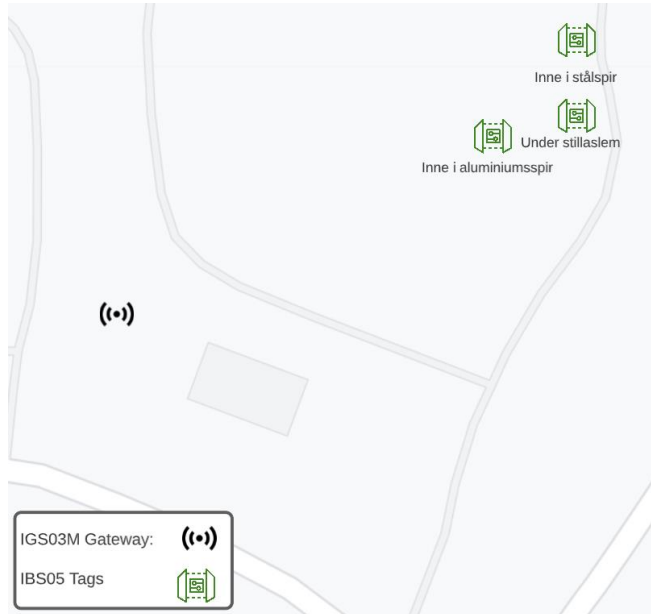 Inne i stålspir
Under stillaslem
Inne i aluminiumsspir
IGS03M Gateway:
IBS05 Tags